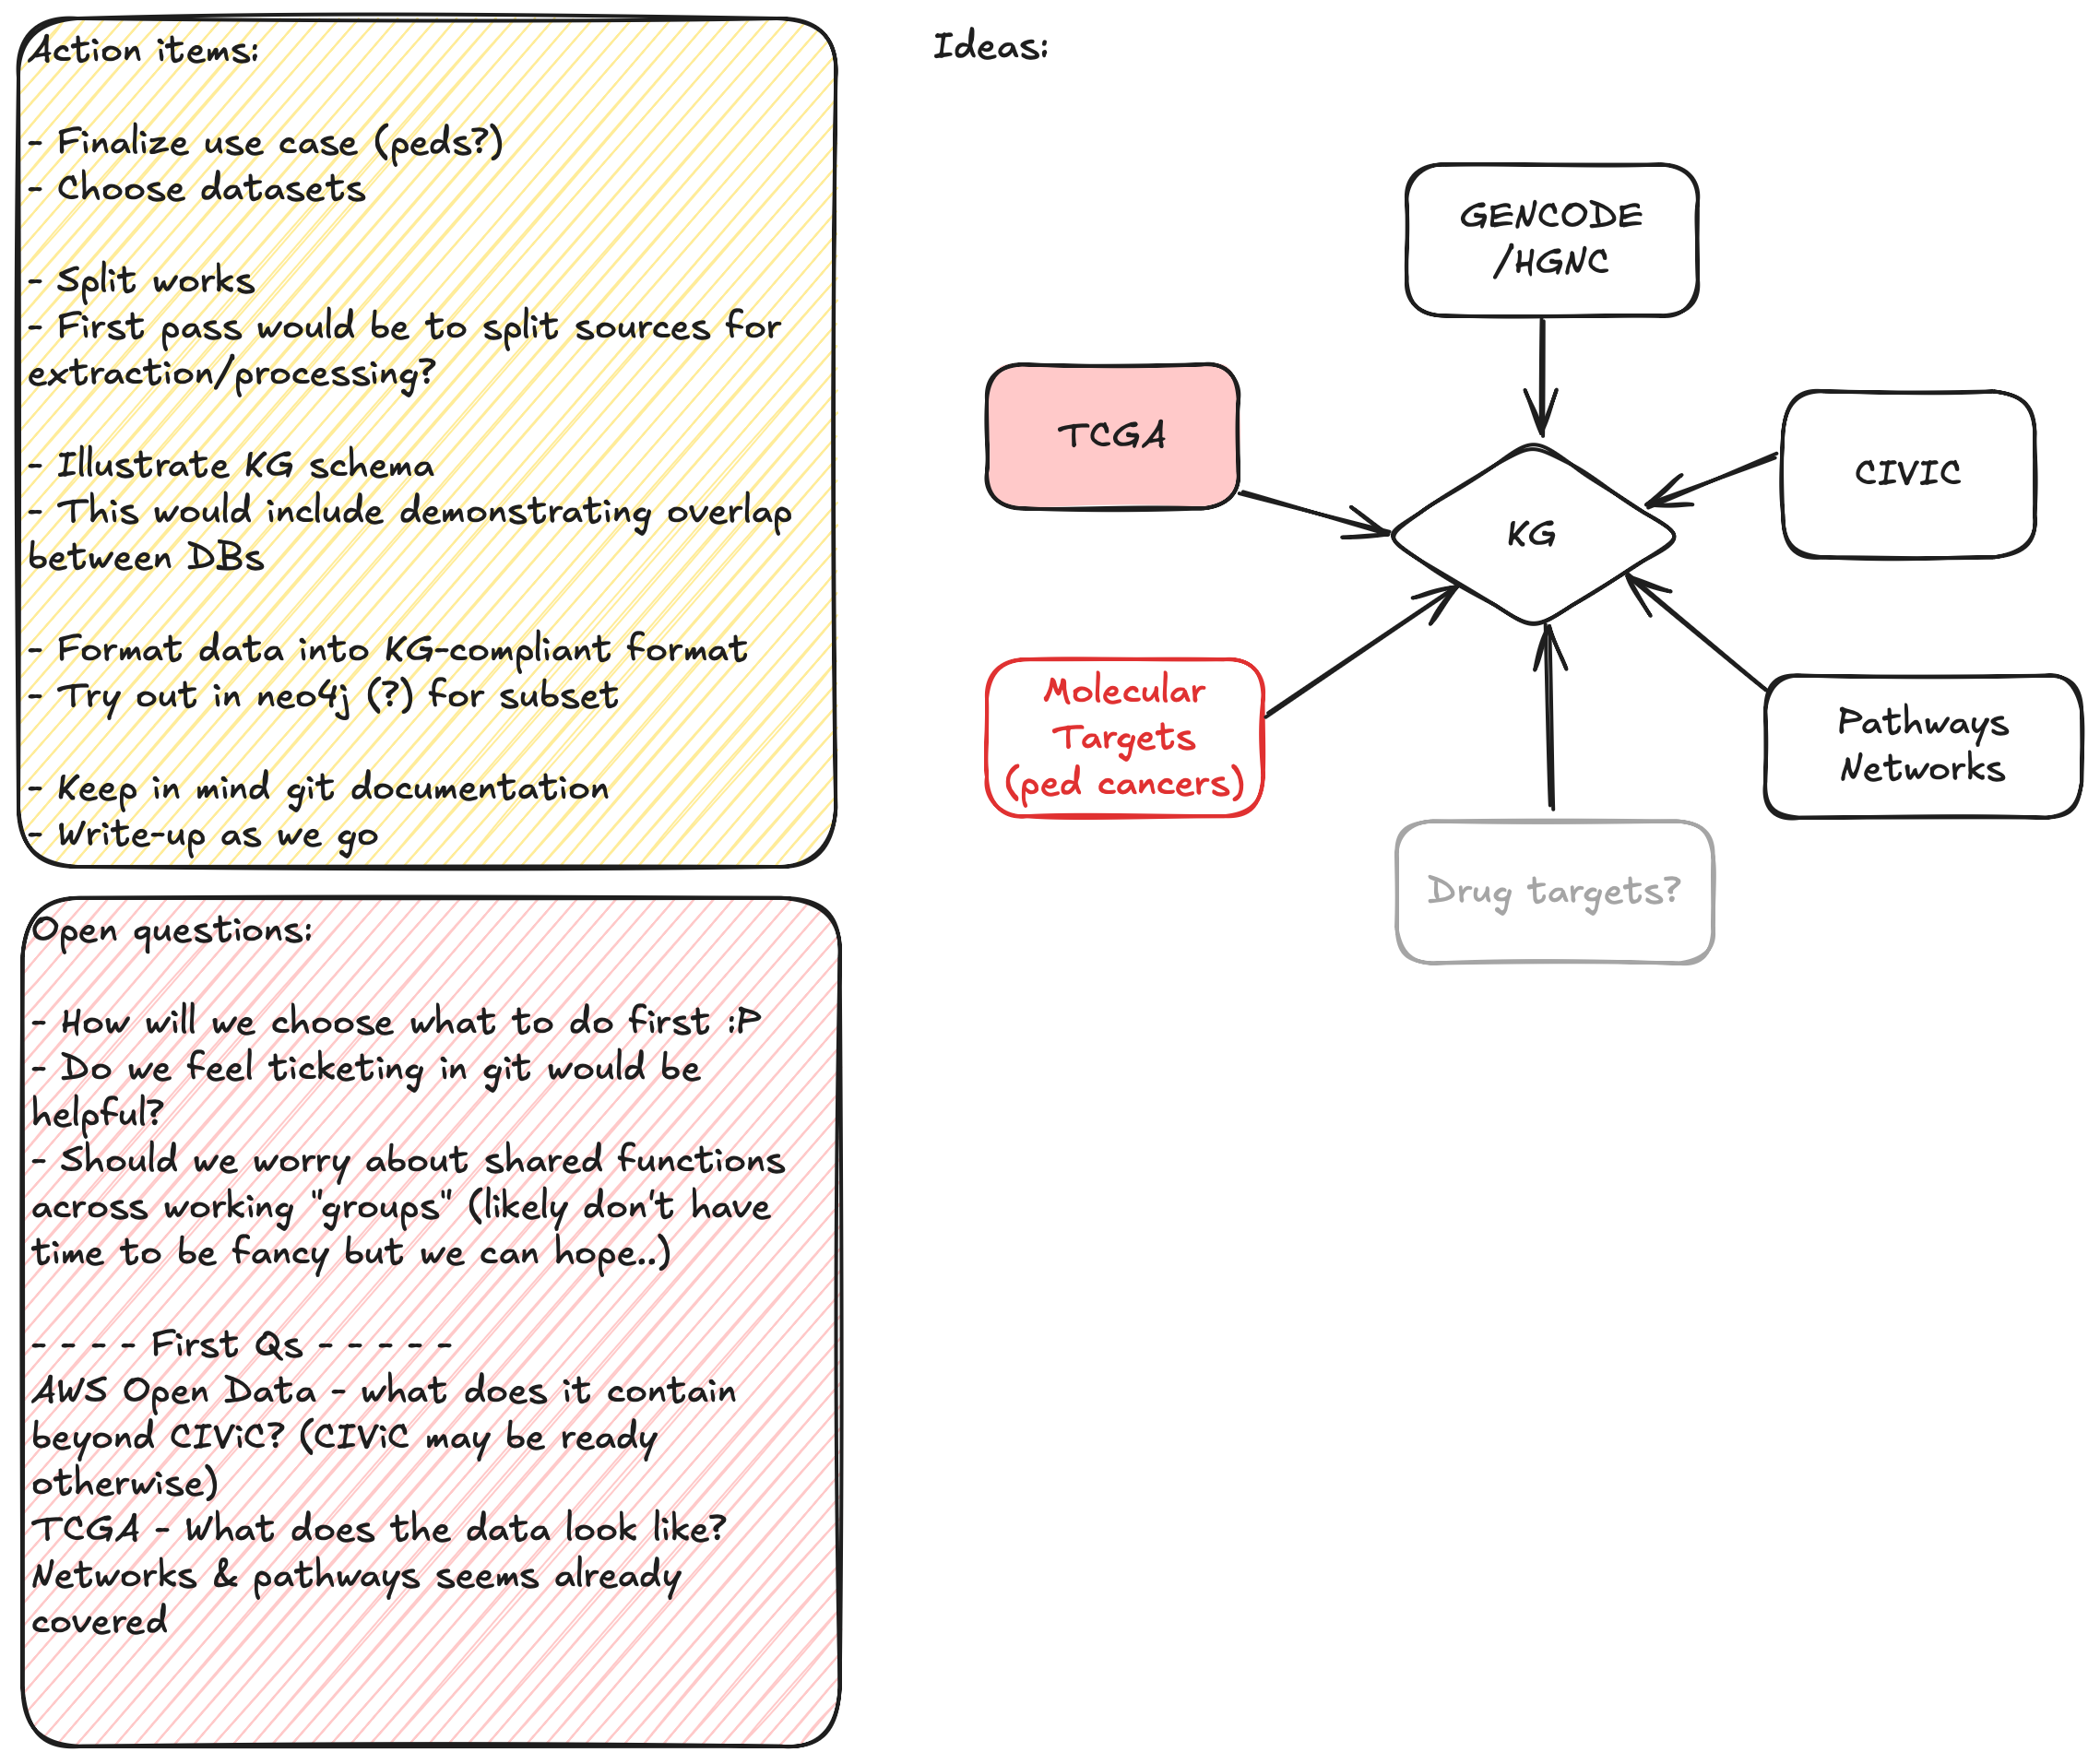 Action items:
- Finalize use case (peds?)
- Choose datasets
- Split works
- First pass would be to split sources for
extraction/processing?
- Illustrate KG schema
- This would include demonstrating overlap
between DBs
- Format data into KG-compliant format
- Try out in neo4j (?) for subset
- Keep in mind git documentation
- Write-up as we go
Open questions:
- How will we choose what to do first :P
- Do we feel ticketing in git would be
helpful?
- Should we worry about shared functions
across working "groups" (likely don't have
time to be fancy but we can hope..)
- - - - First Qs - - - - -
AWS Open Data - what does it contain
beyond CIViC? (CIViC may be ready
otherwise)
TCGA - What does the data look like?
Networks & pathways seems already
covered
Ideas:
GENCODE
/HGNC
TCGA
CIVIC
KG
Molecular
Targets
(ped cancers)
Pathways
Networks
Drug targets?